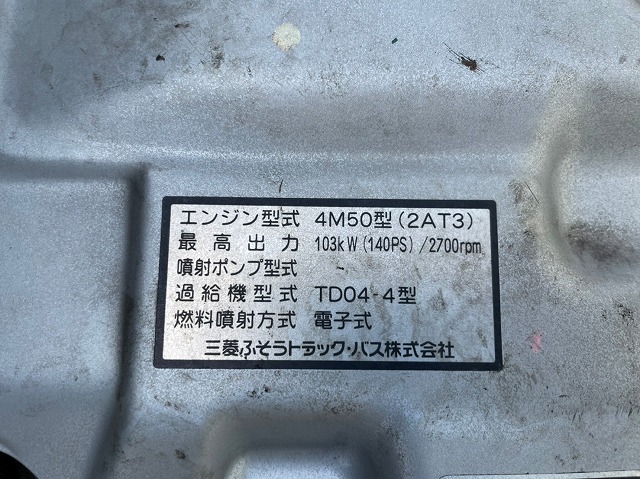 エンジン型式 4M50型(2AT3)
最高出力 103kW(140PS)/2700rpm
噴射ポンプ型式 -
過給機型式 TD04-4型
燃料噴射方式 電子式
三菱ふそうトラック・バス株式会社